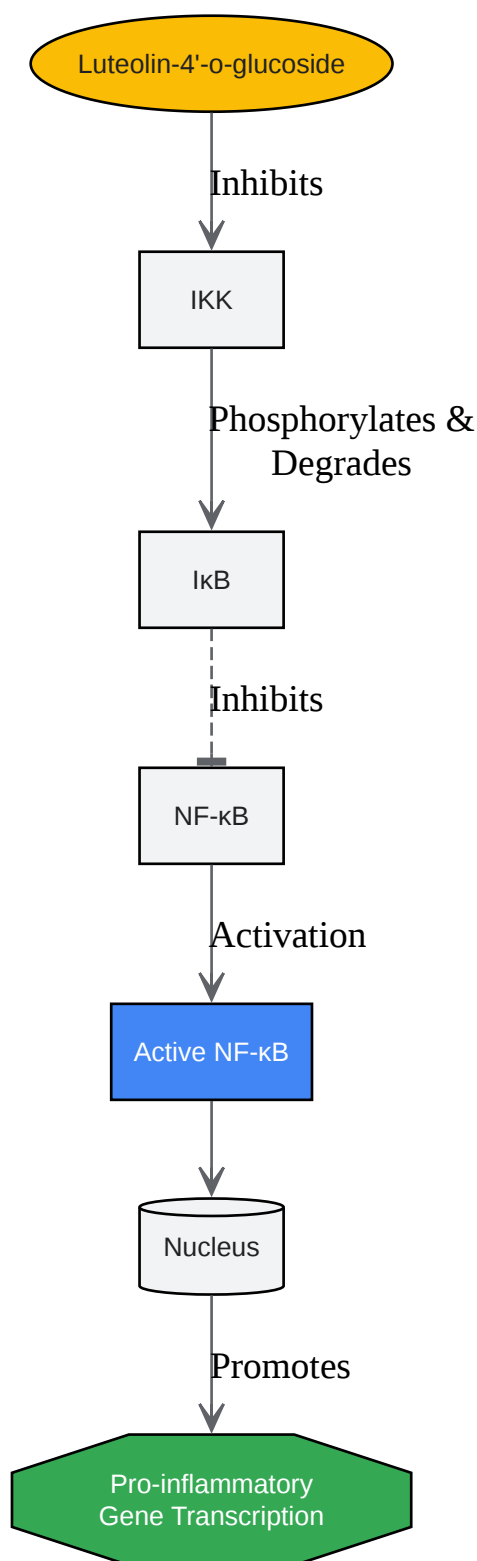 Luteolin-4'-o-glucoside
Inhibits
IKK
Phosphorylates &
Degrades
IκB
Inhibits
NF-κB
Activation
Active NF-κB
Nucleus
Promotes
Pro-inflammatory
Gene Transcription